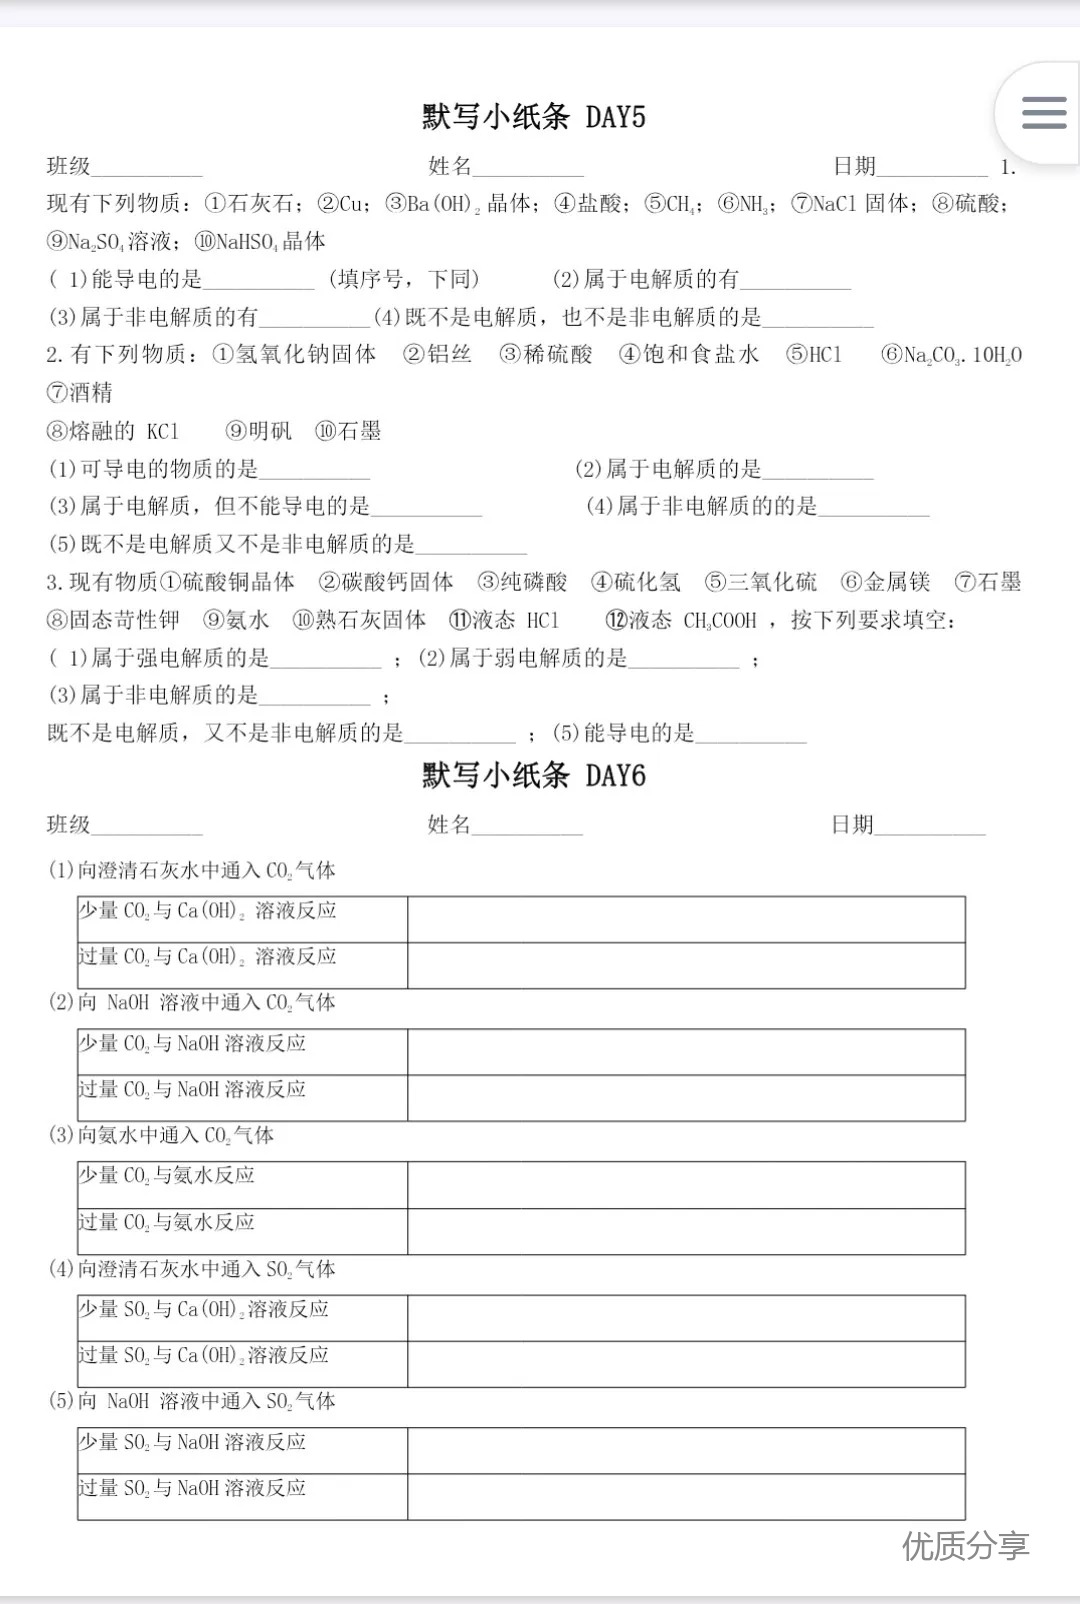 默写小纸条 DAY5
班级__________ 姓名__________ 日期__________ 1.
现有下列物质：①石灰石；②Cu；③Ba(OH)₂晶体；④盐酸；⑤CH₄；⑥NH₃；⑦NaCl 固体；⑧硫酸；
⑨Na₂SO₄溶液；⑩NaHSO₄晶体
( 1)能导电的是__________ (填序号，下同) (2)属于电解质的有__________
(3)属于非电解质的有__________(4)既不是电解质，也不是非电解质的是__________
2.有下列物质：①氢氧化钠固体 ②铝丝 ③稀硫酸 ④饱和食盐水 ⑤HCl ⑥Na₂CO₃.10H₂O
⑦酒精
⑧熔融的 KCl ⑨明矾 ⑩石墨
(1)可导电的物质的是__________ (2)属于电解质的是__________
(3)属于电解质，但不能导电的是__________ (4)属于非电解质的的是__________
(5)既不是电解质又不是非电解质的是__________
3.现有物质①硫酸铜晶体 ②碳酸钙固体 ③纯磷酸 ④硫化氢 ⑤三氧化硫 ⑥金属镁 ⑦石墨
⑧固态苛性钾 ⑨氨水 ⑩熟石灰固体 ⑪液态 HCl ⑫液态 CH₃COOH ，按下列要求填空：
( 1)属于强电解质的是__________ ；(2)属于弱电解质的是__________ ；
(3)属于非电解质的是__________ ；
既不是电解质，又不是非电解质的是__________ ；(5)能导电的是__________
默写小纸条 DAY6
班级__________ 姓名__________ 日期__________
(1)向澄清石灰水中通入 CO₂气体
少量 CO₂与 Ca(OH)₂ 溶液反应
过量 CO₂与 Ca(OH)₂ 溶液反应
(2)向 NaOH 溶液中通入 CO₂气体
少量 CO₂与 NaOH 溶液反应
过量 CO₂与 NaOH 溶液反应
(3)向氨水中通入 CO₂气体
少量 CO₂与氨水反应
过量 CO₂与氨水反应
(4)向澄清石灰水中通入 SO₂气体
少量 SO₂与 Ca(OH)₂溶液反应
过量 SO₂与 Ca(OH)₂溶液反应
(5)向 NaOH 溶液中通入 SO₂气体
少量 SO₂与 NaOH 溶液反应
过量 SO₂与 NaOH 溶液反应
优质分享